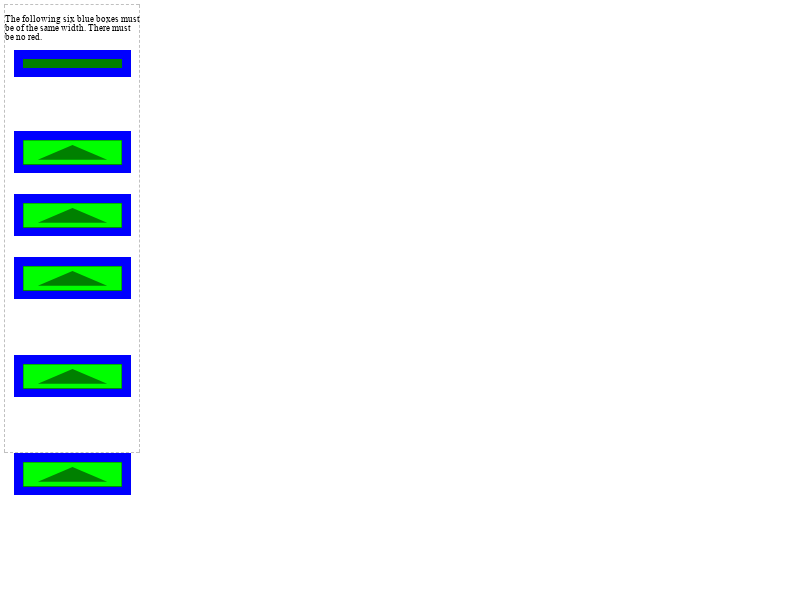 The following six blue boxes must
be of the same width. There must
be no red.